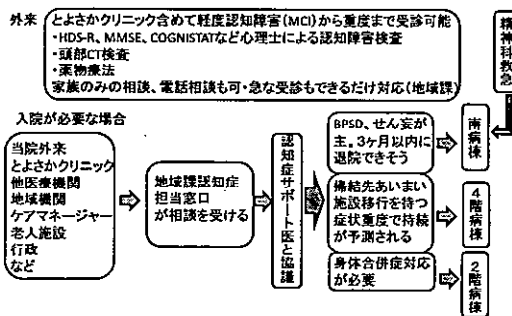 外来
とよさかクリニック含めて軽度認知障害(MCI)から重度まで受診可能
・HDS-R、MMSE、COGNISTATなど心理士による認知障害検査
・頭部CT検査
・薬物療法
家族のみの相談、電話相談も可・急な受診もできるだけ対応(地域課)
精神科救急
入院が必要な場合
当院外来
とよさかクリニック
他医療機関
地域機関
ケアマネージャー
老人施設
行政
など
地域課認知症
担当窓口
が相談を受ける
認知症サポート医と協議
BPSD、せん妄が
主。3ヶ月以内に
退院できそう
南病棟
帰結先あいまい
施設移行を持つ
症状重度で持続
が予測される
4階病棟
身体合併症対応
が必要
2階病棟